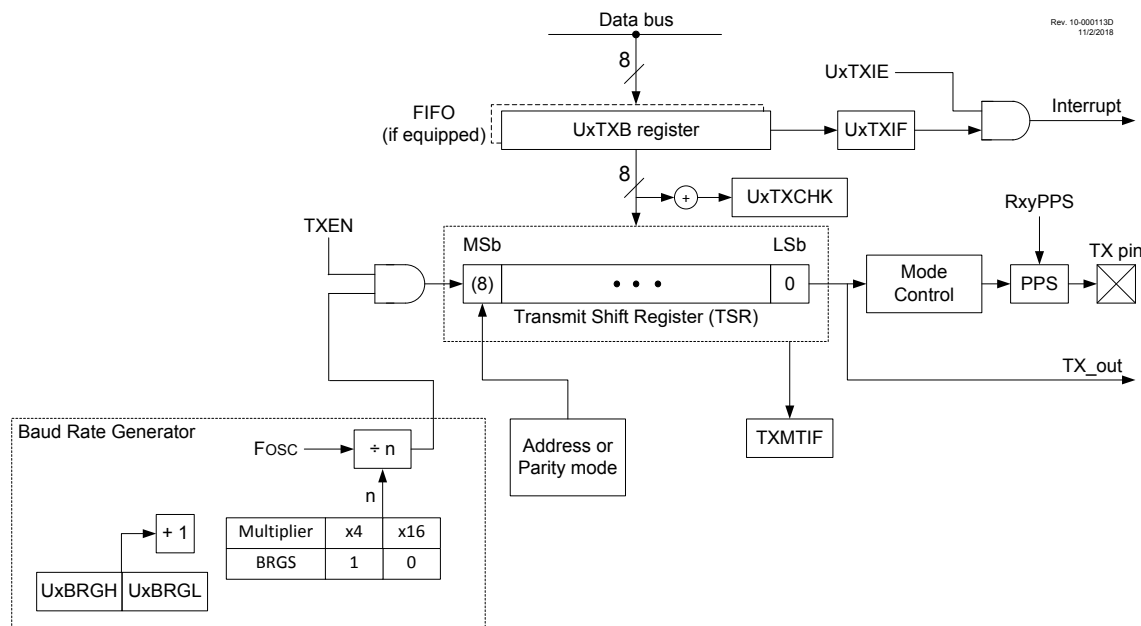 Rev. 10-000113D
11/2/2018
Data bus
8
UxTXIE
FIFO
(if equipped)
UxTXB register
UxTXIF
Interrupt
8
+
UxTXCHK
RxyPPS
TXEN
MSb
LSb
TX pin
(8)
• • •
0
Mode
Control
PPS
Transmit Shift Register (TSR)
TX_out
Baud Rate Generator
FOSC
÷ n
Address or
Parity mode
TXMTIF
n
+ 1
Multiplier x4 x16
BRGS 1 0
UxBRGH UxBRGL